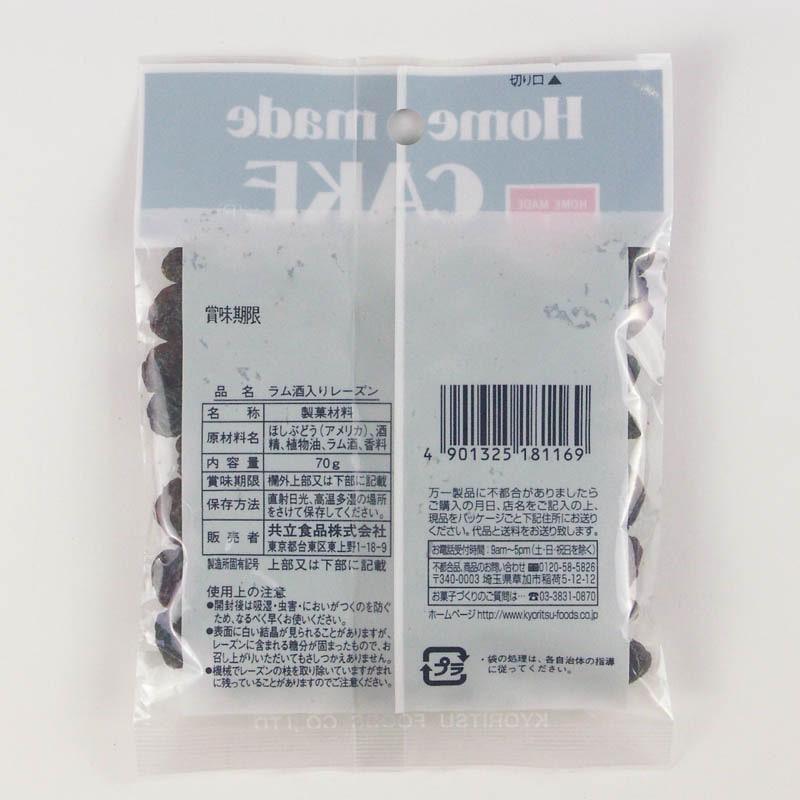 切り口▲
Home made
CAKE
HOME MADE
賞味期限
品 名 ラム酒入りレーズン
名 称 製菓材料
原材料名 ほしぶどう(アメリカ)、酒
精、植物油、ラム酒、香料
内容量 70g
賞味期限 欄外上部又は下部に記載
保存方法 直射日光、高温多湿の場所
をさけて保存してください。
販売者 共立食品株式会社
東京都台東区東上野1-18-9
製造所固有記号 上部又は下部に記載
使用上の注意
●開封後は吸湿・虫害・においがつくのを防ぐ
ため、なるべく早くお使いください。
●表面に白い結晶が見られることがありますが、
レーズンに含まれる糖分が固まったもので、お
召し上がりいただいてもさしつかえありません。
●機械でレーズンの枝を取り除いていますがまれ
に残っていることがありますのでご注意ください。
4 901325 181169
万一製品に不都合がありましたら
ご購入の月日、店名をご記入の上、
現品をパッケージごと下記住所にお送り
ください。代品と送料をお送り致します。
お電話受付時間:9am〜5pm(土・日・祝日を除く)
不都合品、商品のお問い合わせ 0120-58-5826
〒340-0003 埼玉県草加市稲荷5-12-12
お菓子づくりのご質問は… ☎03-3831-0870
ホームページ http://www.kyoritsu-foods.co.jp
プラ
・袋の処理は、各自治体の指導
に従ってください。
KYORITSU FOODS CO.,LTD.